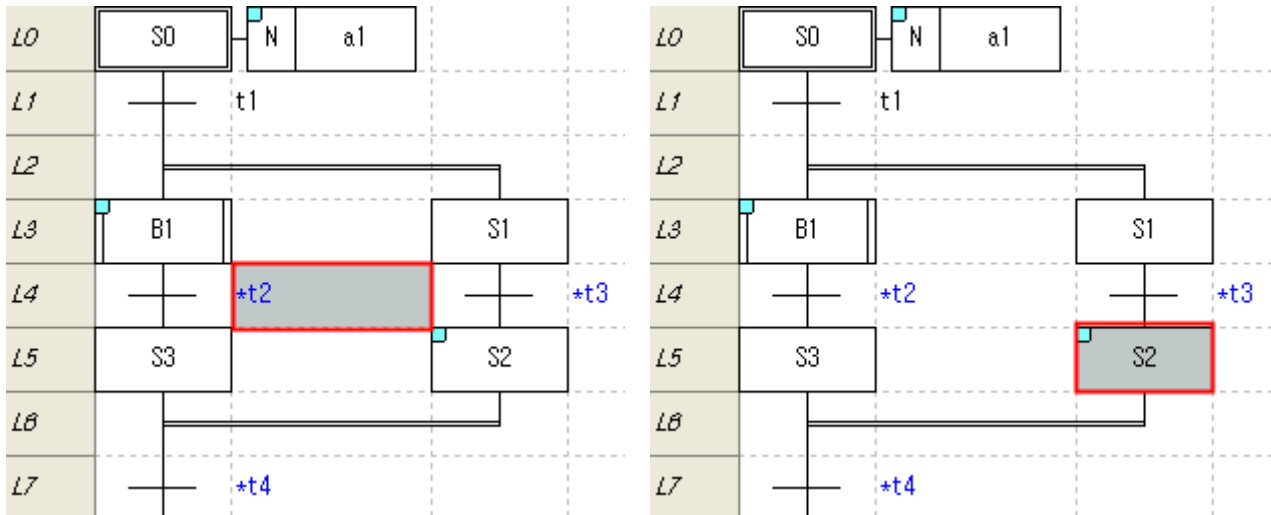 L0 S0 N a1
L1 t1
L2
L3 B1 S1
L4 *t2 *t3
L5 S3 S2
L6
L7 *t4
L0 S0 N a1
L1 t1
L2
L3 B1 S1
L4 *t2 *t3
L5 S3 S2
L6
L7 *t4